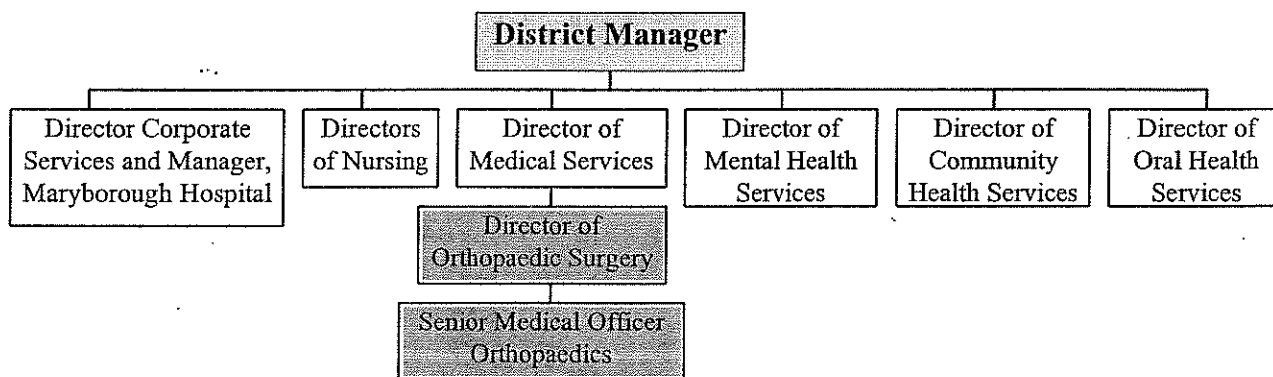 District Manager
Director Corporate
Services and Manager,
Maryborough Hospital
Directors
of Nursing
Director of
Medical Services
Director of
Mental Health
Services
Director of
Community
Health Services
Director of
Oral Health
Services
Director of
Orthopaedic Surgery
Senior Medical Officer
Orthopaedics